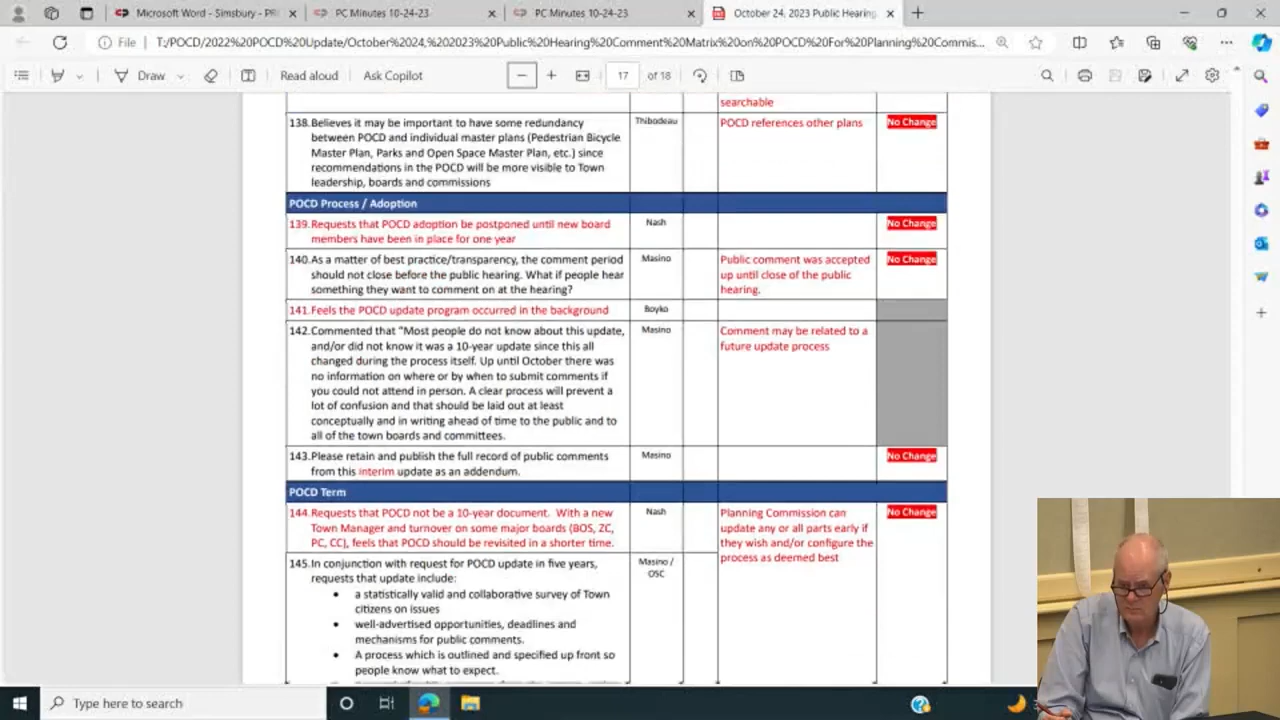 Microsoft Word - Simsbury - PR
PC Minutes 10-24-23
PC Minutes 10-24-23
October 24, 2023 Public Hearing
File
T:/POCD/2022%20POCD%20Update/October%2024,%202023%20Public%20Hearing%20Comment%20Matrix%20on%20POCD%20For%20Planning%20Commis...
Draw
Read aloud
Ask Copilot
17
of 18
searchable
138. Believes it may be important to have some redundancy
between POCD and individual master plans (Pedestrian Bicycle
Master Plan, Parks and Open Space Master Plan, etc.) since
recommendations in the POCD will be more visible to Town
leadership, boards and commissions
Thibodeau
POCD references other plans
No Change
POCD Process / Adoption
139. Requests that POCD adoption be postponed until new board
members have been in place for one year
Nash
No Change
140. As a matter of best practice/transparency, the comment period
should not close before the public hearing. What if people hear
something they want to comment on at the hearing?
Masino
Public comment was accepted
up until close of the public
hearing.
No Change
141. Feels the POCD update program occurred in the background
Boyko
142. Commented that "Most people do not know about this update,
and/or did not know it was a 10-year update since this all
changed during the process itself. Up until October there was
no information on where or by when to submit comments if
you could not attend in person. A clear process will prevent a
lot of confusion and that should be laid out at least
conceptually and in writing ahead of time to the public and to
all of the town boards and committees.
Masino
Comment may be related to a
future update process
143. Please retain and publish the full record of public comments
from this interim update as an addendum.
Masino
No Change
POCD Term
144. Requests that POCD not be a 10-year document. With a new
Town Manager and turnover on some major boards (BOS, ZC,
PC, CC), feels that POCD should be revisited in a shorter time.
Nash
Planning Commission can
update any or all parts early if
they wish and/or configure the
process as deemed best
No Change
145. In conjunction with request for POCD update in five years,
requests that update include:
Masino /
OSC
• a statistically valid and collaborative survey of Town
citizens on issues
• well-advertised opportunities, deadlines and
mechanisms for public comments.
• A process which is outlined and specified up front so
people know what to expect.
Type here to search